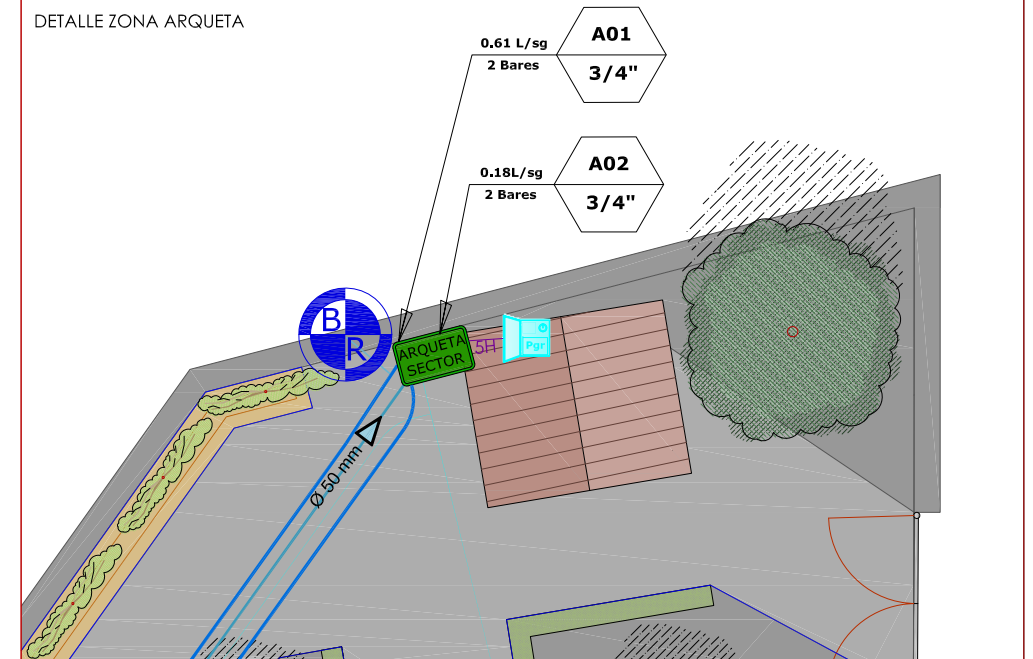 DETALLE ZONA ARQUETA
0.61 L/sg
2 Bares
A01
3/4"
0.18L/sg
2 Bares
A02
3/4"
B
R
ARQUETA
SECTOR
5H
Pgr
Ø 50 mm